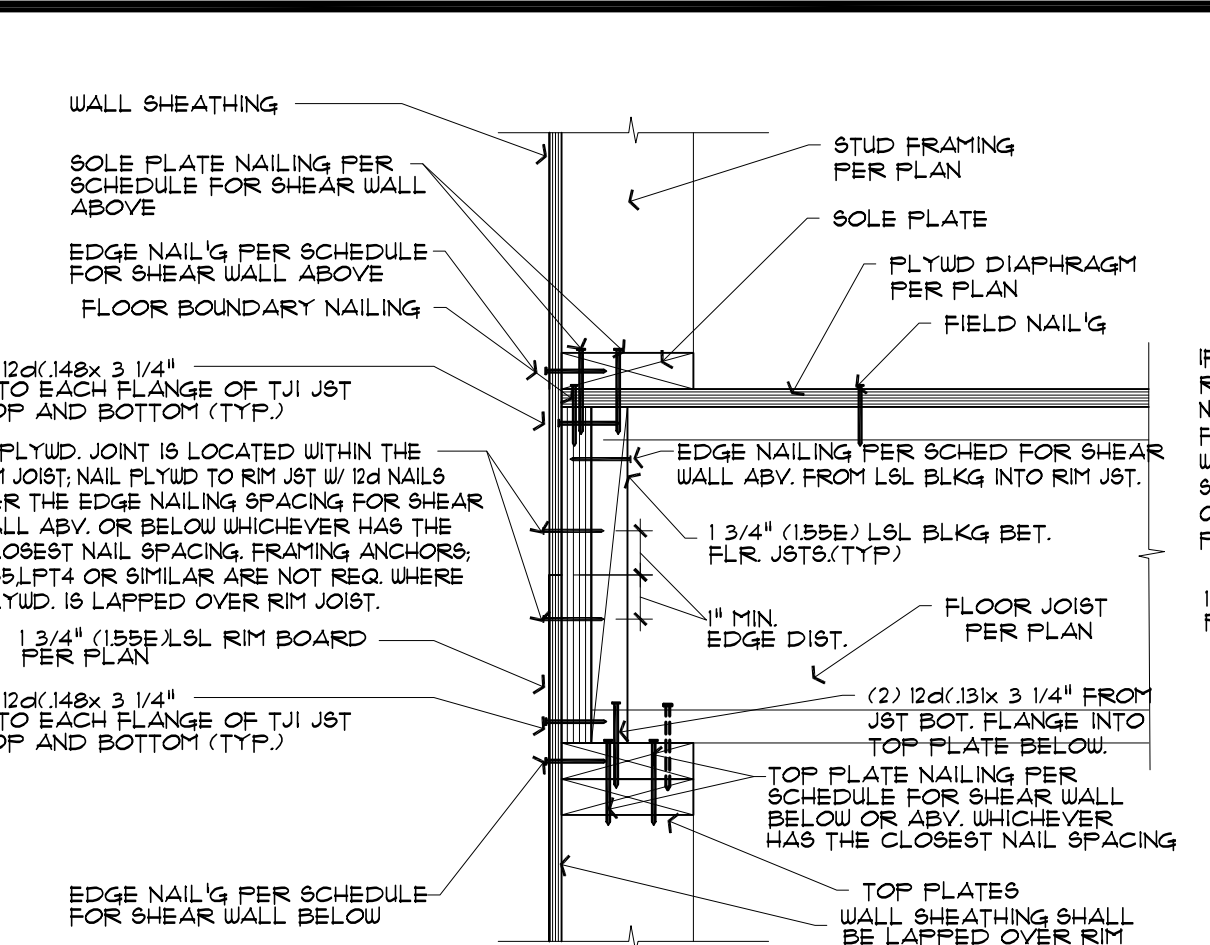 WALL SHEATHING
SOLE PLATE NAILING PER
SCHEDULE FOR SHEAR WALL
ABOVE
EDGE NAIL'G PER SCHEDULE
FOR SHEAR WALL ABOVE
FLOOR BOUNDARY NAILING
12d(.148x 3 1/4"
TO EACH FLANGE OF TJI JST
OP AND BOTTOM (TYP.)
PLYWD. JOINT IS LOCATED WITHIN THE
M JOIST; NAIL PLYWD TO RIM JST W/ 12d NAILS
ER THE EDGE NAILING SPACING FOR SHEAR
ALL ABV. OR BELOW WHICHEVER HAS THE
LOSEST NAIL SPACING. FRAMING ANCHORS;
35,LPT4 OR SIMILAR ARE NOT REQ. WHERE
LYWD. IS LAPPED OVER RIM JOIST.
1 3/4" (1.55E)LSL RIM BOARD
PER PLAN
12d(.148x 3 1/4"
TO EACH FLANGE OF TJI JST
OP AND BOTTOM (TYP.)
EDGE NAIL'G PER SCHEDULE
FOR SHEAR WALL BELOW
STUD FRAMING
PER PLAN
SOLE PLATE
PLYWD DIAPHRAGM
PER PLAN
FIELD NAIL'G
EDGE NAILING PER SCHED FOR SHEAR
WALL ABV. FROM LSL BLKG INTO RIM JST.
1 3/4" (1.55E) LSL BLKG BET.
FLR. JSTS.(TYP)
1" MIN.
EDGE DIST.
FLOOR JOIST
PER PLAN
(2) 12d(.131x 3 1/4" FROM
JST BOT. FLANGE INTO
TOP PLATE BELOW.
TOP PLATE NAILING PER
SCHEDULE FOR SHEAR WALL
BELOW OR ABV. WHICHEVER
HAS THE CLOSEST NAIL SPACING
TOP PLATES
WALL SHEATHING SHALL
BE LAPPED OVER RIM